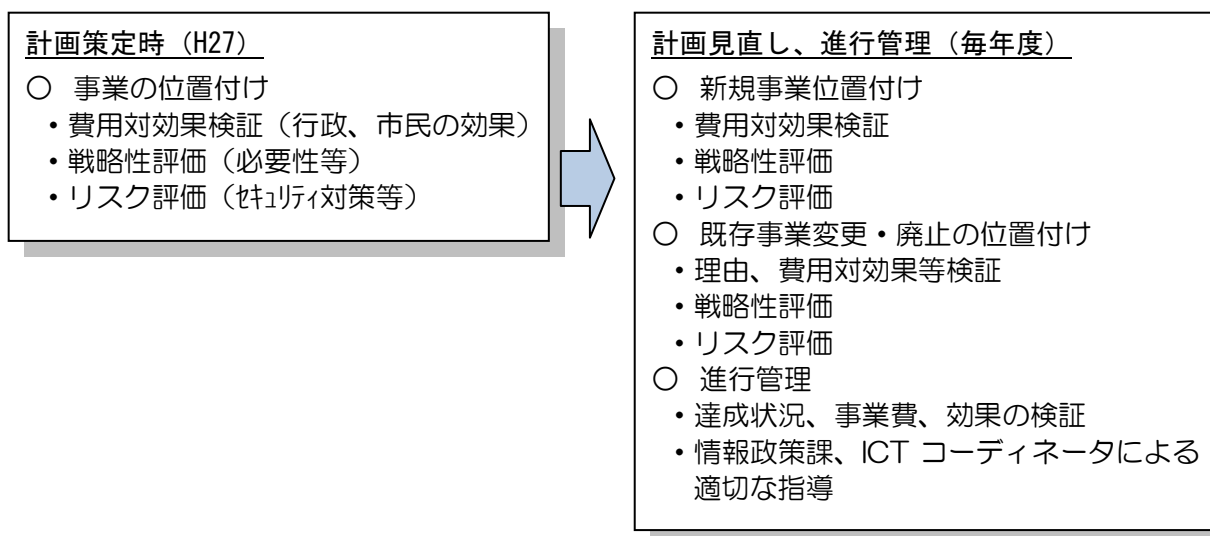 計画策定時（H27）
○ 事業の位置付け
・費用対効果検証（行政、市民の効果）
・戦略性評価（必要性等）
・リスク評価（ｾｷｭﾘﾃｨ対策等）
計画見直し、進行管理（毎年度）
○ 新規事業位置付け
・費用対効果検証
・戦略性評価
・リスク評価
○ 既存事業変更・廃止の位置付け
・理由、費用対効果等検証
・戦略性評価
・リスク評価
○ 進行管理
・達成状況、事業費、効果の検証
・情報政策課、ICT コーディネータによる
適切な指導